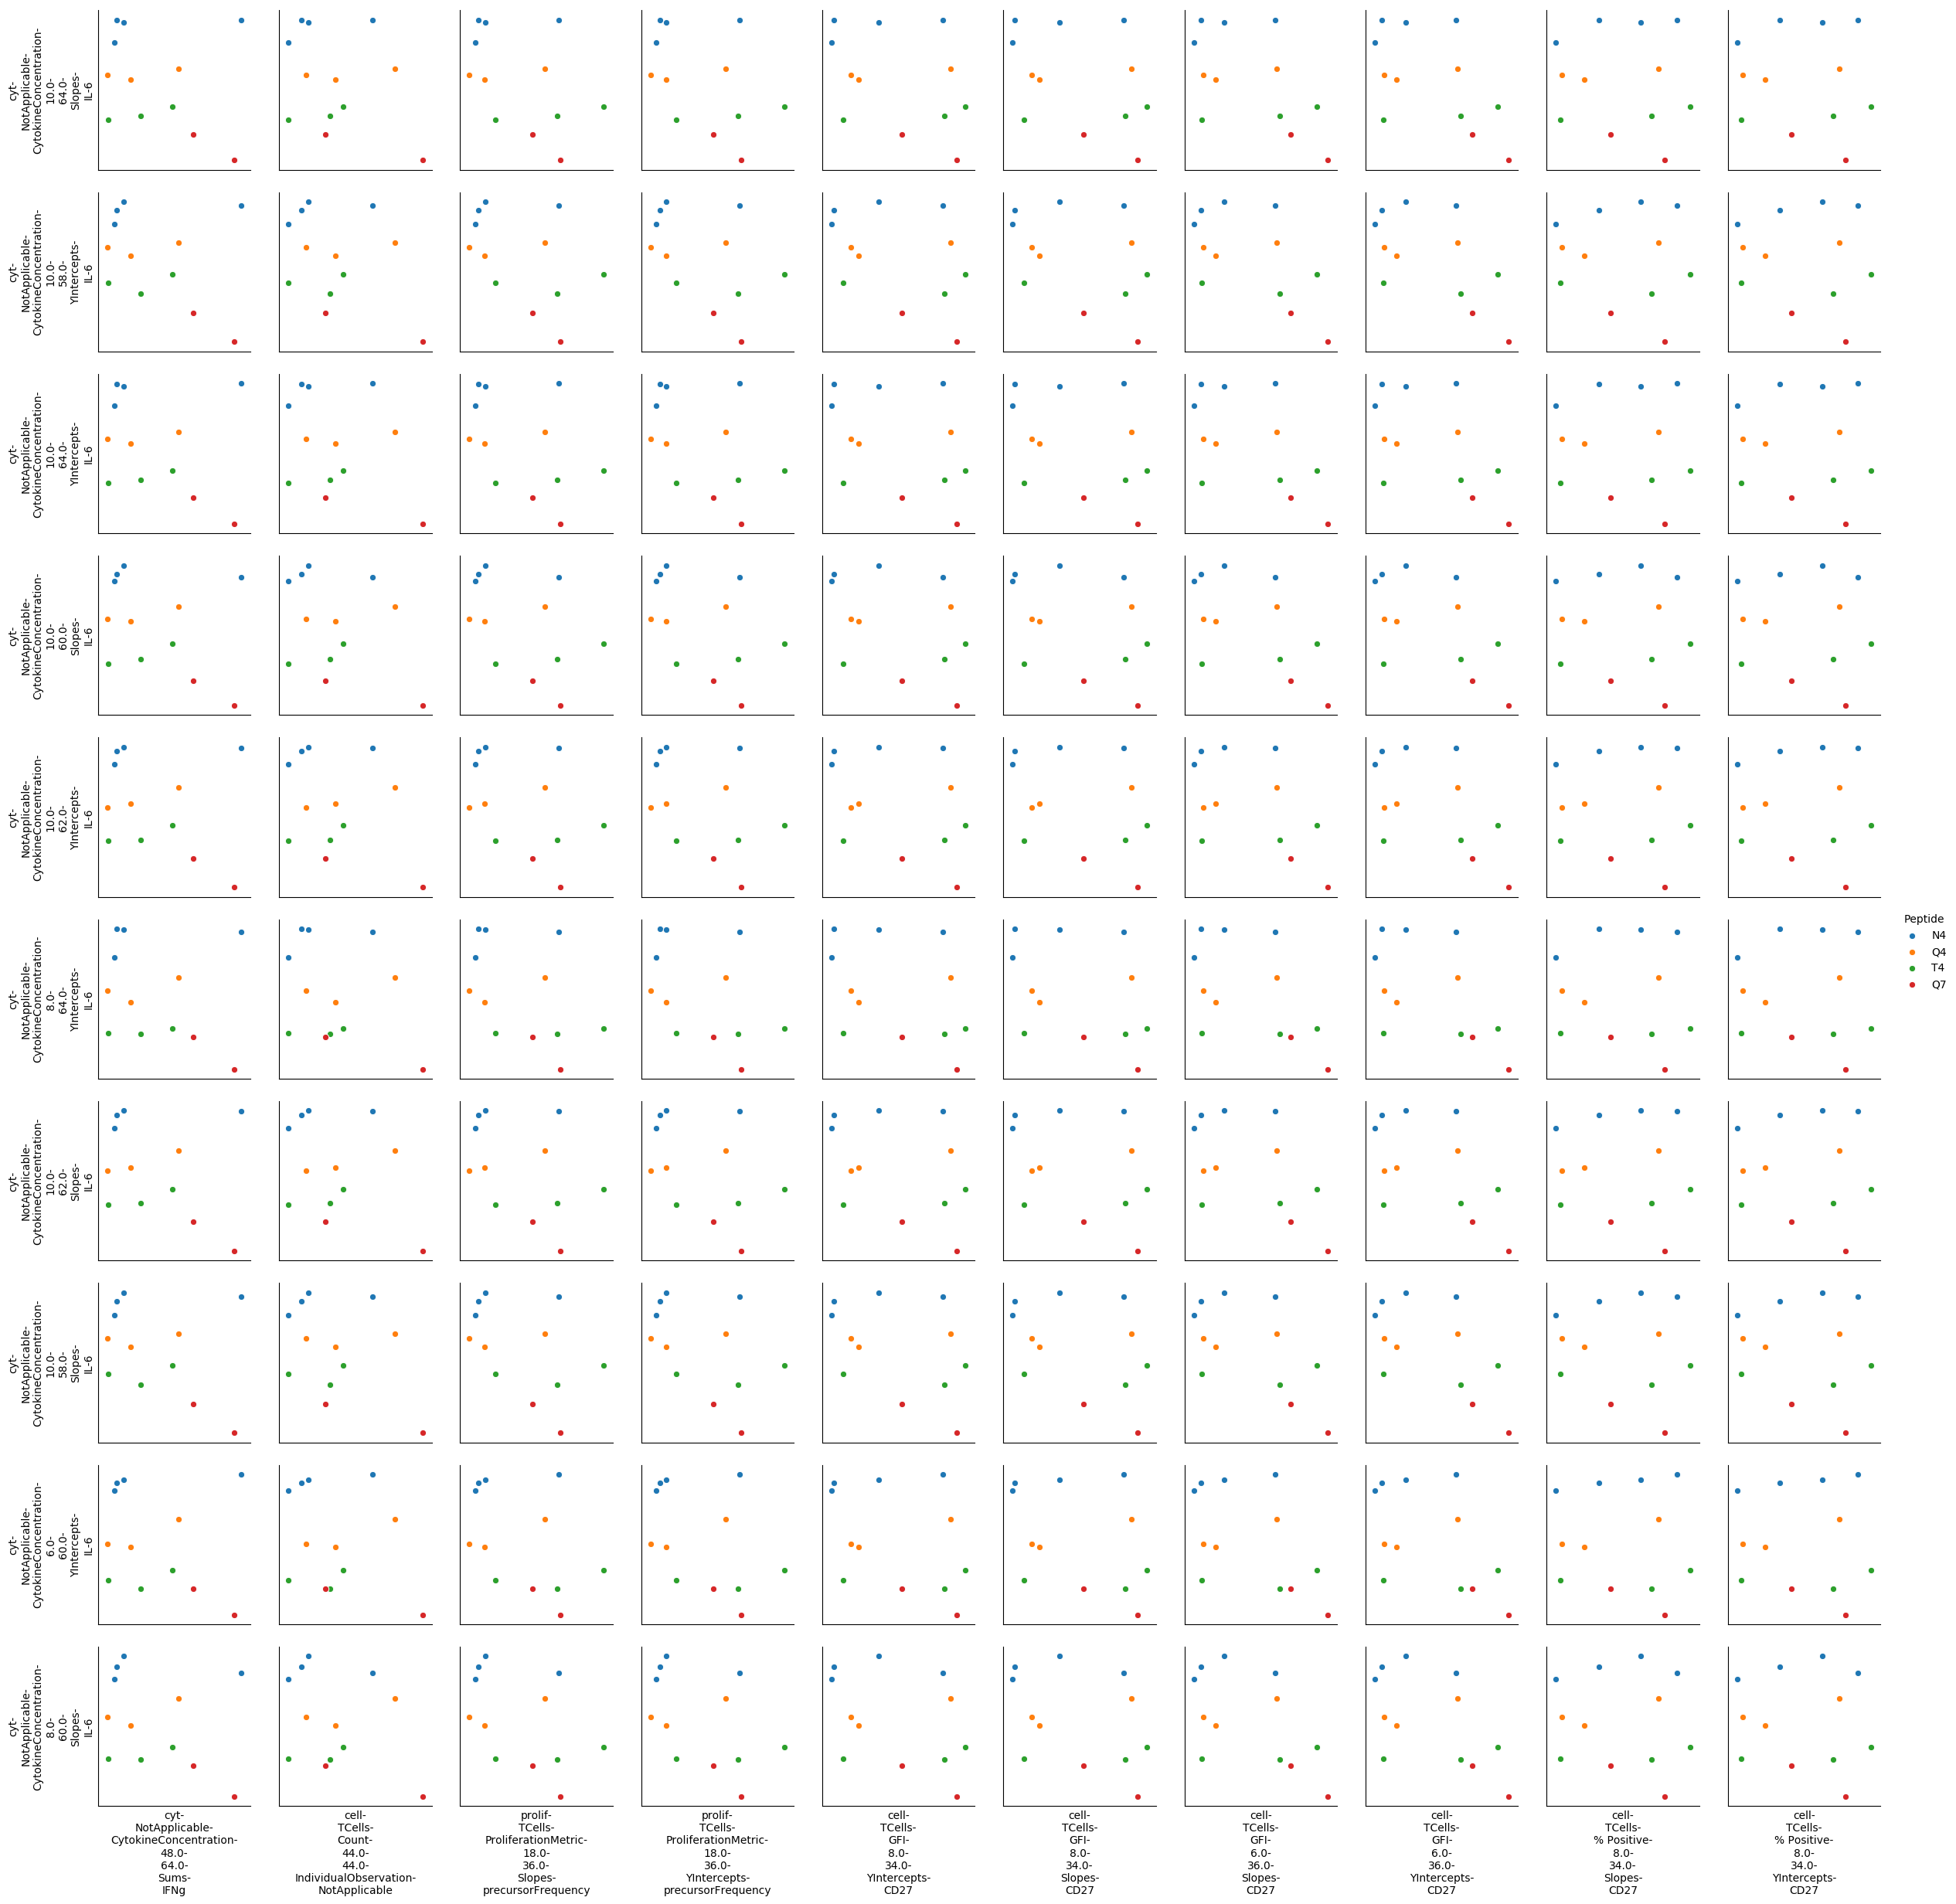 cyt-
NotApplicable-
CytokineConcentration-
10.0-
64.0-
Slopes-
IL-6
cyt-
NotApplicable-
CytokineConcentration-
10.0-
58.0-
YIntercepts-
IL-6
cyt-
NotApplicable-
CytokineConcentration-
10.0-
64.0-
YIntercepts-
IL-6
cyt-
NotApplicable-
CytokineConcentration-
10.0-
60.0-
Slopes-
IL-6
cyt-
NotApplicable-
CytokineConcentration-
10.0-
62.0-
YIntercepts-
IL-6
cyt-
NotApplicable-
CytokineConcentration-
8.0-
64.0-
YIntercepts-
IL-6
cyt-
NotApplicable-
CytokineConcentration-
10.0-
62.0-
Slopes-
IL-6
cyt-
NotApplicable-
CytokineConcentration-
10.0-
58.0-
Slopes-
IL-6
cyt-
NotApplicable-
CytokineConcentration-
6.0-
60.0-
YIntercepts-
IL-6
cyt-
NotApplicable-
CytokineConcentration-
8.0-
60.0-
Slopes-
IL-6
cyt-
NotApplicable-
CytokineConcentration-
48.0-
64.0-
Sums-
IFNg
cell-
TCells-
Count-
44.0-
44.0-
IndividualObservation-
NotApplicable
prolif-
TCells-
ProliferationMetric-
18.0-
36.0-
Slopes-
precursorFrequency
prolif-
TCells-
ProliferationMetric-
18.0-
36.0-
YIntercepts-
precursorFrequency
cell-
TCells-
GFI-
8.0-
34.0-
YIntercepts-
CD27
cell-
TCells-
GFI-
8.0-
34.0-
Slopes-
CD27
cell-
TCells-
GFI-
6.0-
36.0-
Slopes-
CD27
cell-
TCells-
GFI-
6.0-
36.0-
YIntercepts-
CD27
cell-
TCells-
% Positive-
8.0-
34.0-
Slopes-
CD27
cell-
TCells-
% Positive-
8.0-
34.0-
YIntercepts-
CD27
Peptide
N4
Q4
T4
Q7